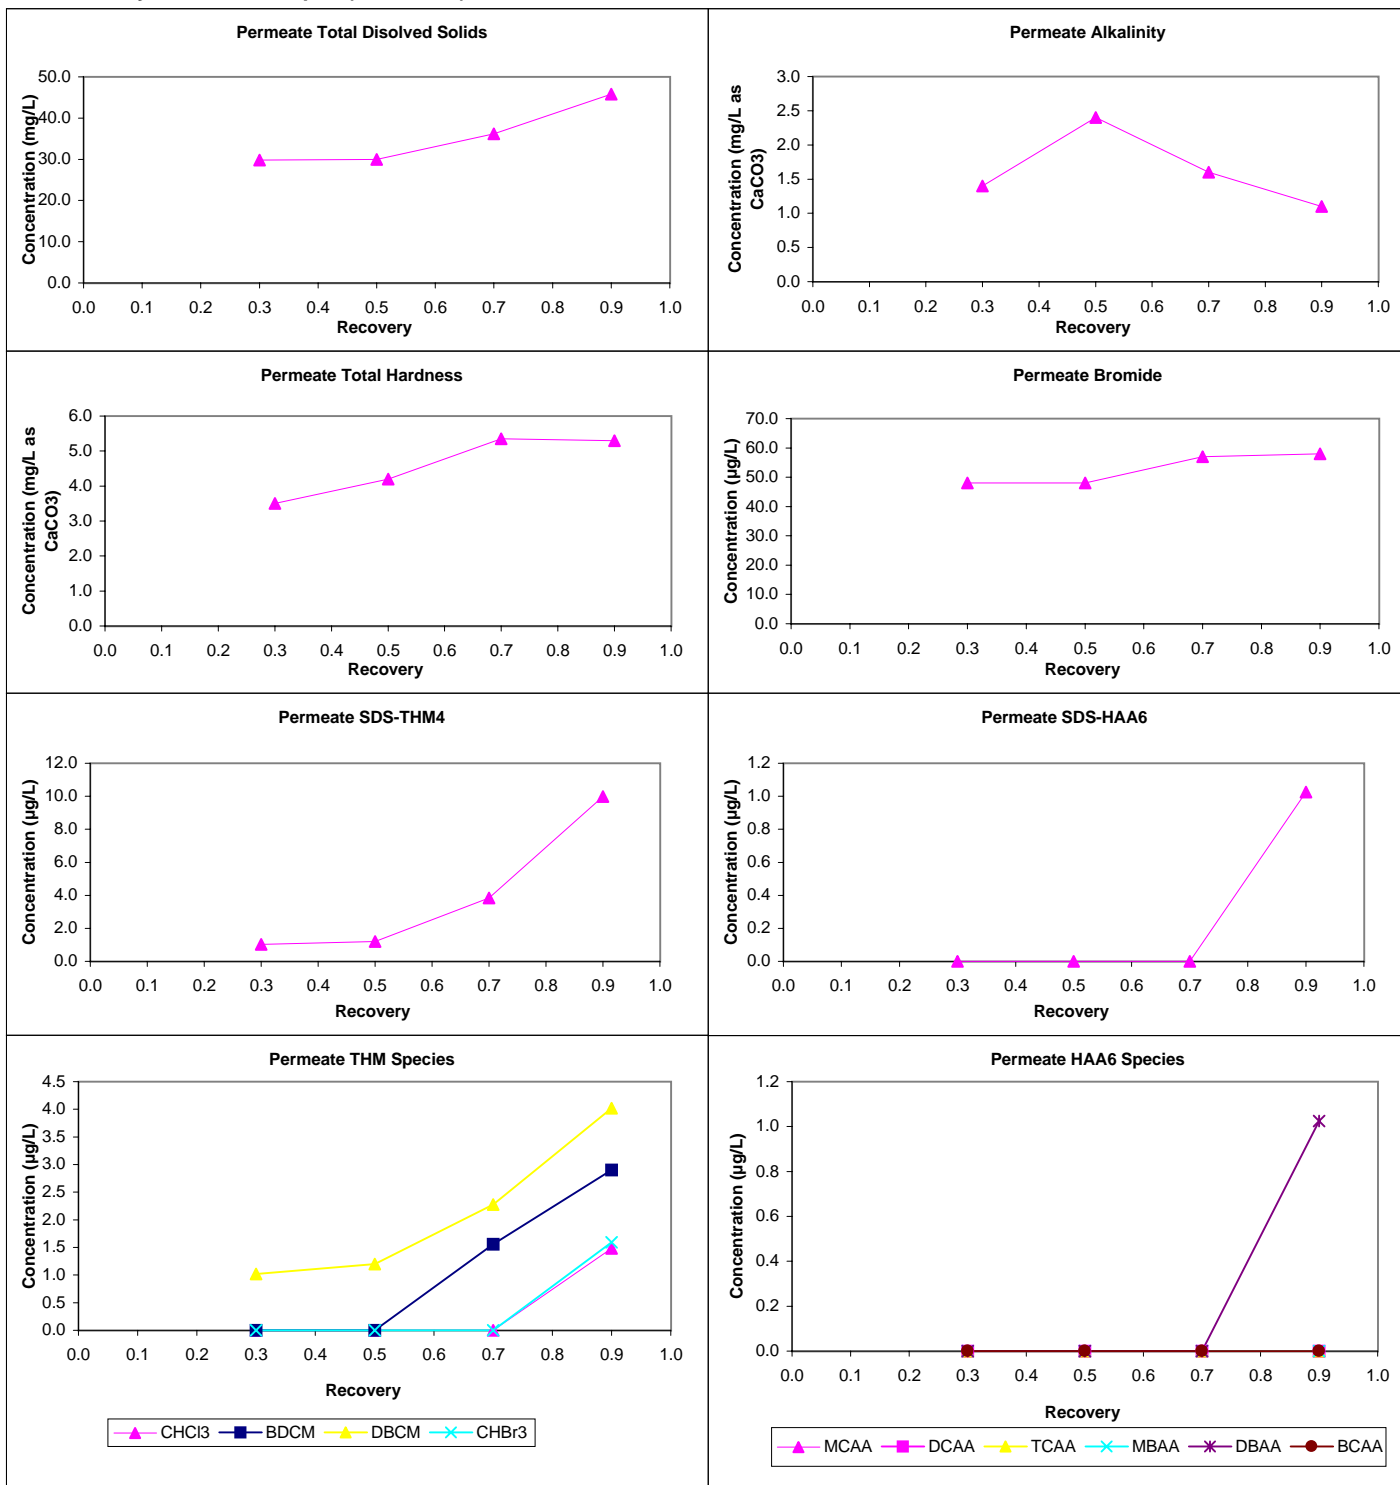 Permeate Total Disolved Solids
Concentration (mg/L)
50.0
40.0
30.0
20.0
10.0
0.0
0.0 0.1 0.2 0.3 0.4 0.5 0.6 0.7 0.8 0.9 1.0
Recovery
Permeate Alkalinity
Concentration (mg/L as
CaCO3)
3.0
2.5
2.0
1.5
1.0
0.5
0.0
0.0 0.1 0.2 0.3 0.4 0.5 0.6 0.7 0.8 0.9 1.0
Recovery
Permeate Total Hardness
Concentration (mg/L as
CaCO3)
6.0
5.0
4.0
3.0
2.0
1.0
0.0
0.0 0.1 0.2 0.3 0.4 0.5 0.6 0.7 0.8 0.9 1.0
Recovery
Permeate Bromide
Concentration (µg/L)
70.0
60.0
50.0
40.0
30.0
20.0
10.0
0.0
0.0 0.1 0.2 0.3 0.4 0.5 0.6 0.7 0.8 0.9 1.0
Recovery
Permeate SDS-THM4
Concentration (µg/L)
12.0
10.0
8.0
6.0
4.0
2.0
0.0
0.0 0.1 0.2 0.3 0.4 0.5 0.6 0.7 0.8 0.9 1.0
Recovery
Permeate SDS-HAA6
Concentration (µg/L)
1.2
1.0
0.8
0.6
0.4
0.2
0.0
0.0 0.1 0.2 0.3 0.4 0.5 0.6 0.7 0.8 0.9 1.0
Recovery
Permeate THM Species
Concentration (µg/L)
4.5
4.0
3.5
3.0
2.5
2.0
1.5
1.0
0.5
0.0
0.0 0.1 0.2 0.3 0.4 0.5 0.6 0.7 0.8 0.9 1.0
Recovery
CHCl3 BDCM DBCM CHBr3
Permeate HAA6 Species
Concentration (µg/L)
1.2
1.0
0.8
0.6
0.4
0.2
0.0
0.0 0.1 0.2 0.3 0.4 0.5 0.6 0.7 0.8 0.9 1.0
Recovery
MCAA DCAA TCAA MBAA DBAA BCAA